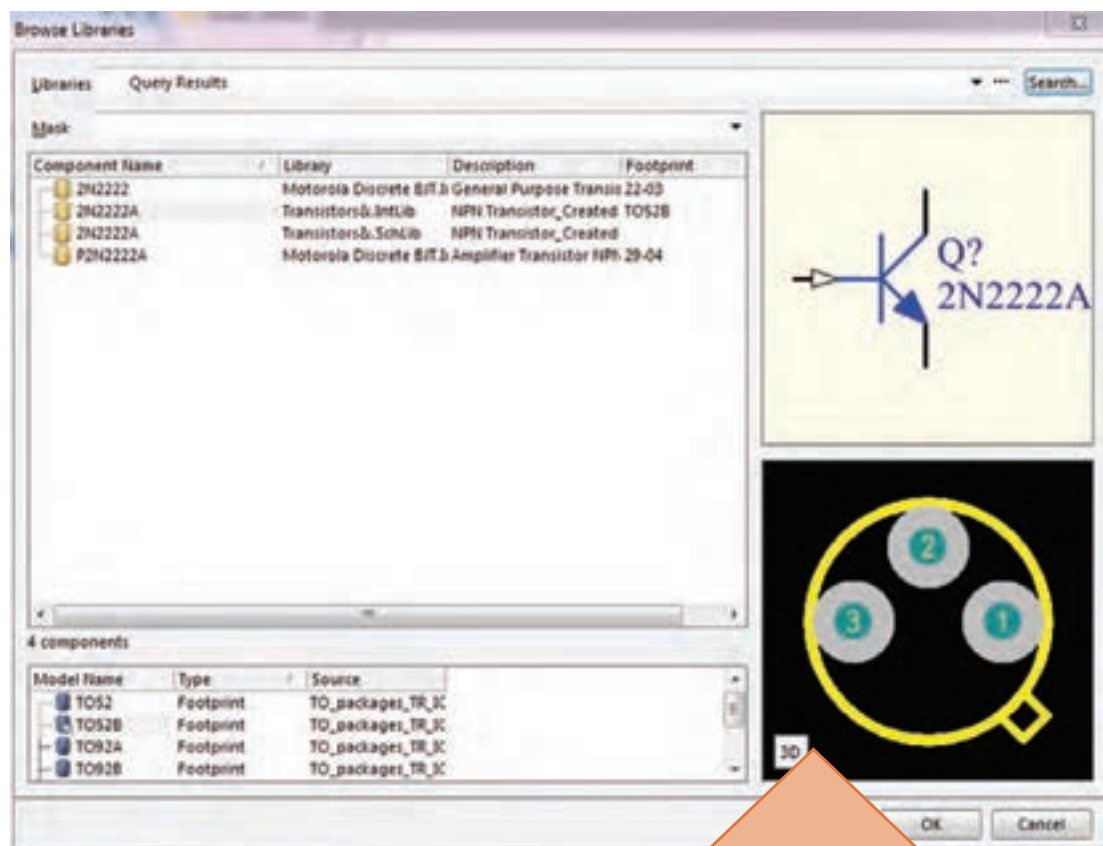 Browse Libraries
Libraries Query Results Search...
Mask
Component Name Library Description Footprint
2N2222 Motorola Discrete BJT.I General Purpose Transis 22-03
2N2222A Transistors&.IntLib NPN Transistor_Created TO52B
2N2222A Transistors&.SchLib NPN Transistor_Created
P2N2222A Motorola Discrete BJT.I Amplifier Transistor NPN 29-04
4 components
Model Name Type Source
TO52 Footprint TO_packages_TR_IC
TO52B Footprint TO_packages_TR_IC
TO92A Footprint TO_packages_TR_IC
TO92B Footprint TO_packages_TR_IC
Q?
2N2222A
2
3 1
3D
OK Cancel